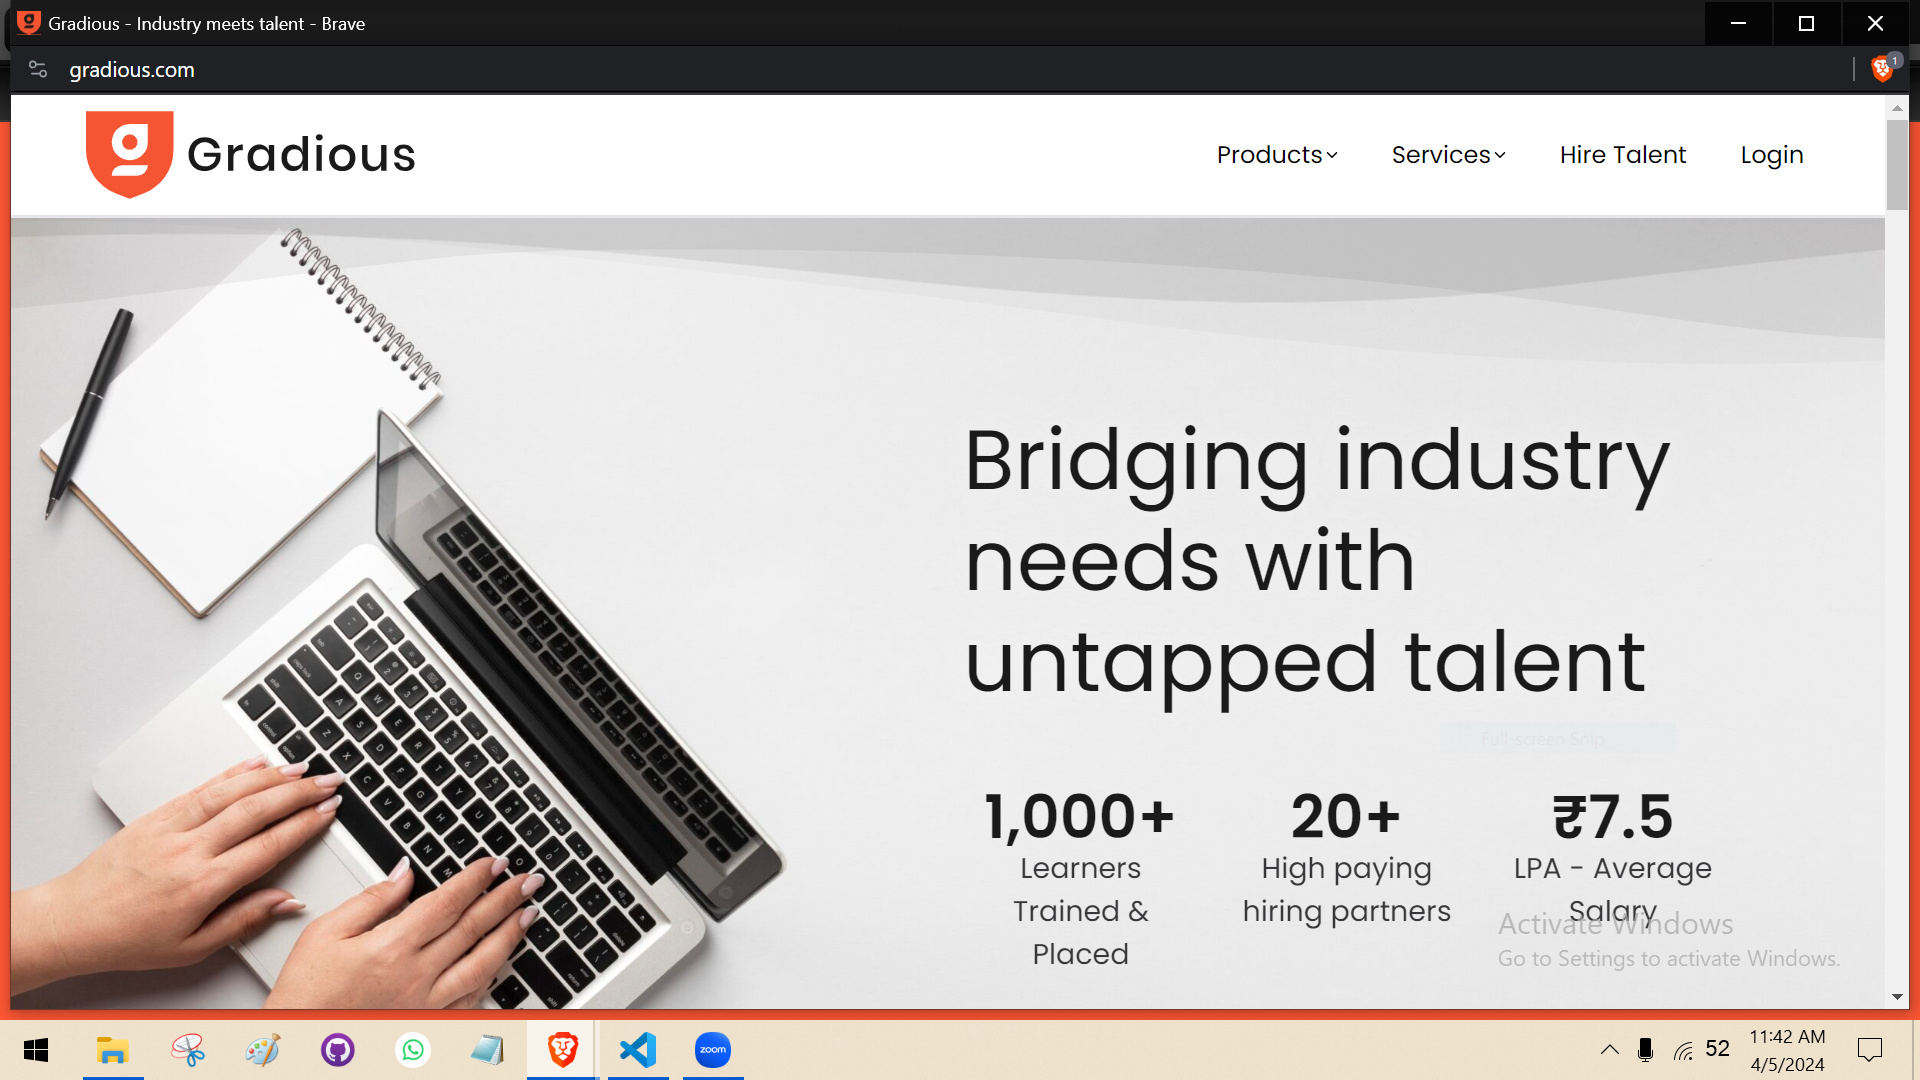 Gradious - Industry meets talent - Brave
gradious.com
1
Gradious
Products
Services
Hire Talent
Login
Bridging industry
needs with
untapped talent
Full-screen Snip
1,000+
Learners
Trained &
Placed
20+
High paying
hiring partners
₹7.5
LPA - Average
Salary
Activate Windows
Go to Settings to activate Windows.
zoom
52
11:42 AM
4/5/2024